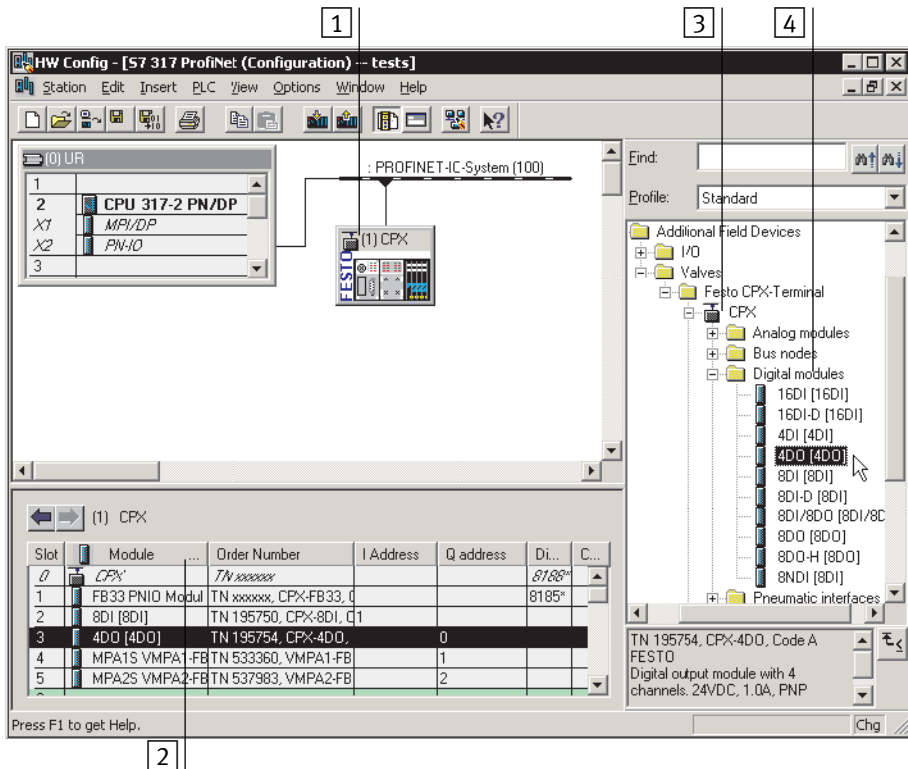 1 3 4
HW Config - [S7 317 ProfiNet (Configuration) -- tests]
Station Edit Insert PLC View Options Window Help
(0) UR
1
2 CPU 317-2 PN/DP
X1 MPI/DP
X2 PN-IO
3
: PROFINET-IC-System (100)
(1) CPX
FESTO
Find:
Profile: Standard
Additional Field Devices
I/O
Valves
Festo CPX-Terminal
CPX
Analog modules
Bus nodes
Digital modules
16DI [16DI]
16DI-D [16DI]
4DI [4DI]
4DO [4DO]
8DI [8DI]
8DI-D [8DI]
8DI/8DO [8DI/8D
8DO [8DO]
8DO-H [8DO]
8NDI [8DI]
Pneumatic interfaces
(1) CPX
Slot Module ... Order Number I Address Q address Di... C...
0 CPX' TN xxxxxx 8188*
1 FB33 PNIO Modul TN xxxxxx, CPX-FB33, 8185*
2 8DI [8DI] TN 195750, CPX-8DI, 1
3 4DO [4DO] TN 195754, CPX-4DO, 0
4 MPA1S VMPA1-FB TN 533360, VMPA1-FB 1
5 MPA2S VMPA2-FB TN 537983, VMPA2-FB 2
TN 195754, CPX-4DO, Code A
FESTO
Digital output module with 4
channels. 24VDC, 1.0A, PNP
Press F1 to get Help.
Chg
2